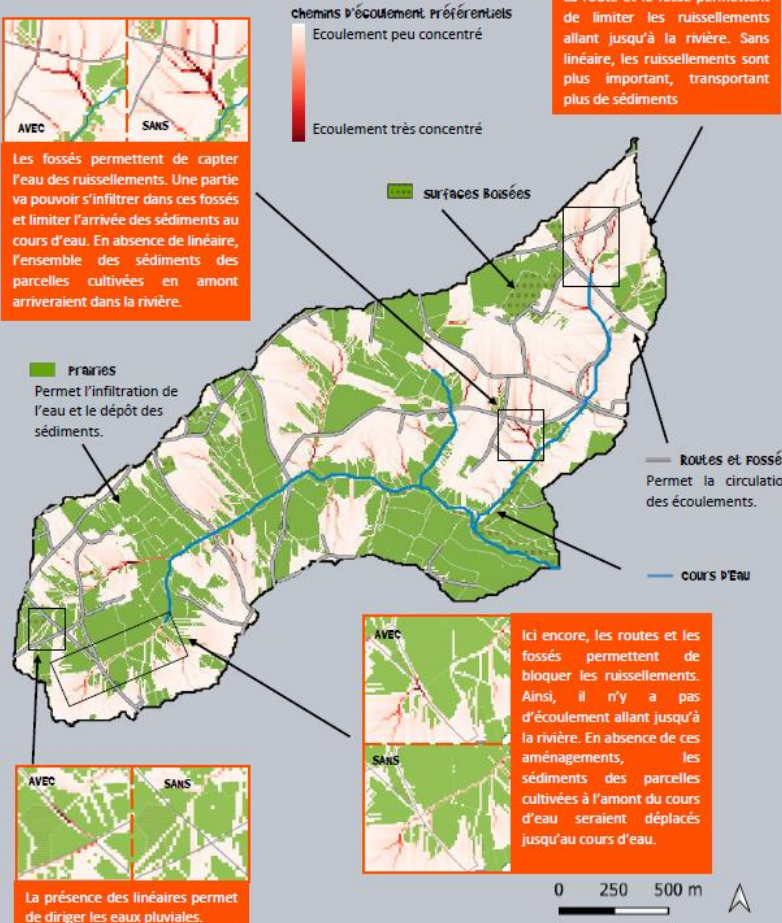 Chemins D'écoulement Préférentiels
Ecoulement peu concentré
Ecoulement très concentré
de limiter les ruissellements
allant jusqu'à la rivière. Sans
linéaire, les ruissellements sont
plus important, transportant
plus de sédiments
AVEC
SANS
Les fossés permettent de capter
l'eau des ruissellements. Une partie
va pouvoir s'infiltrer dans ces fossés
et limiter l'arrivée des sédiments au
cours d'eau. En absence de linéaire,
l'ensemble des sédiments des
parcelles cultivées en amont
arriveraient dans la rivière.
Surfaces Boisées
Prairies
Permet l'infiltration de
l'eau et le dépôt des
sédiments.
Routes et Fossé
Permet la circulatio
des écoulements.
Cours D'Eau
AVEC
SANS
Ici encore, les routes et les
fossés permettent de
bloquer les ruissellements.
Ainsi, il n'y a pas
d'écoulement allant jusqu'à
la rivière. En absence de ces
aménagements, les
sédiments des parcelles
cultivées à l'amont du cours
d'eau seraient déplacés
jusqu'au cours d'eau.
AVEC
SANS
La présence des linéaires permet
de diriger les eaux pluviales.
0 250 500 m